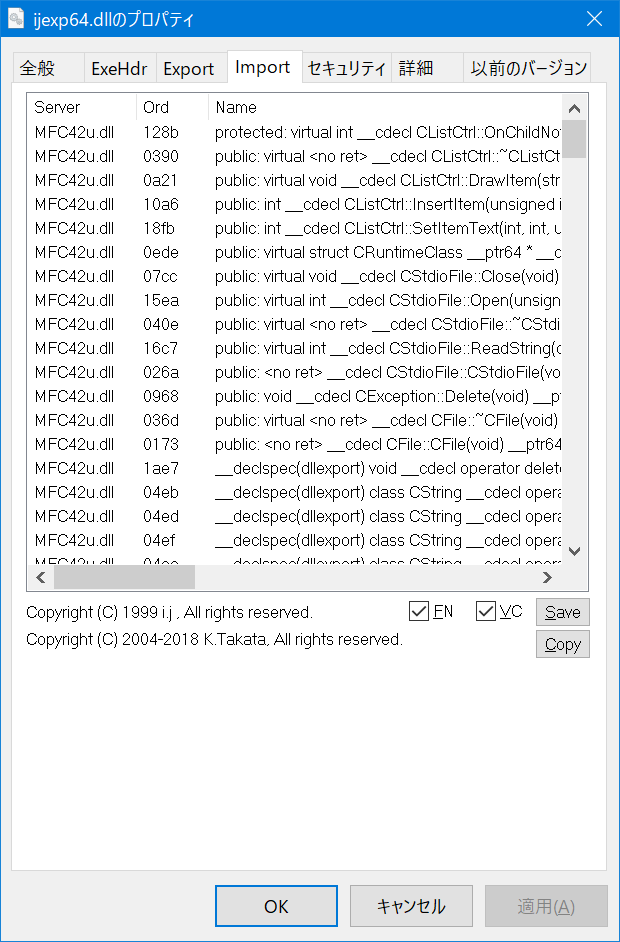 ijexp64.dllのプロパティ
全般 ExeHdr Export Import セキュリティ 詳細 以前のバージョン
Server Ord Name
MFC42u.dll 128b protected: virtual int __cdecl CListCtrl::OnChildNot
MFC42u.dll 0390 public: virtual <no ret> __cdecl CListCtrl::~CListCt
MFC42u.dll 0a21 public: virtual void __cdecl CListCtrl::DrawItem(str
MFC42u.dll 10a6 public: int __cdecl CListCtrl::InsertItem(unsigned i
MFC42u.dll 18fb public: int __cdecl CListCtrl::SetItemText(int, int, u
MFC42u.dll 0ede public: virtual struct CRuntimeClass __ptr64 * __c
MFC42u.dll 07cc public: virtual void __cdecl CStdioFile::Close(void)
MFC42u.dll 15ea public: virtual int __cdecl CStdioFile::Open(unsign
MFC42u.dll 040e public: virtual <no ret> __cdecl CStdioFile::~CStdi
MFC42u.dll 16c7 public: virtual int __cdecl CStdioFile::ReadString(c
MFC42u.dll 026a public: <no ret> __cdecl CStdioFile::CStdioFile(vo
MFC42u.dll 0968 public: void __cdecl CException::Delete(void) __pt
MFC42u.dll 036d public: virtual <no ret> __cdecl CFile::~CFile(void)
MFC42u.dll 0173 public: <no ret> __cdecl CFile::CFile(void) __ptr64
MFC42u.dll 1ae7 __declspec(dllexport) void __cdecl operator delete
MFC42u.dll 04eb __declspec(dllexport) class CString __cdecl opera
MFC42u.dll 04ed __declspec(dllexport) class CString __cdecl opera
MFC42u.dll 04ef __declspec(dllexport) class CString __cdecl opera
MFC42u.dll __declspec(dllexport) class CString __cdecl opera
Copyright (C) 1999 i.j , All rights reserved. FN VC Save
Copyright (C) 2004-2018 K.Takata, All rights reserved. Copy
OK キャンセル 適用(A)